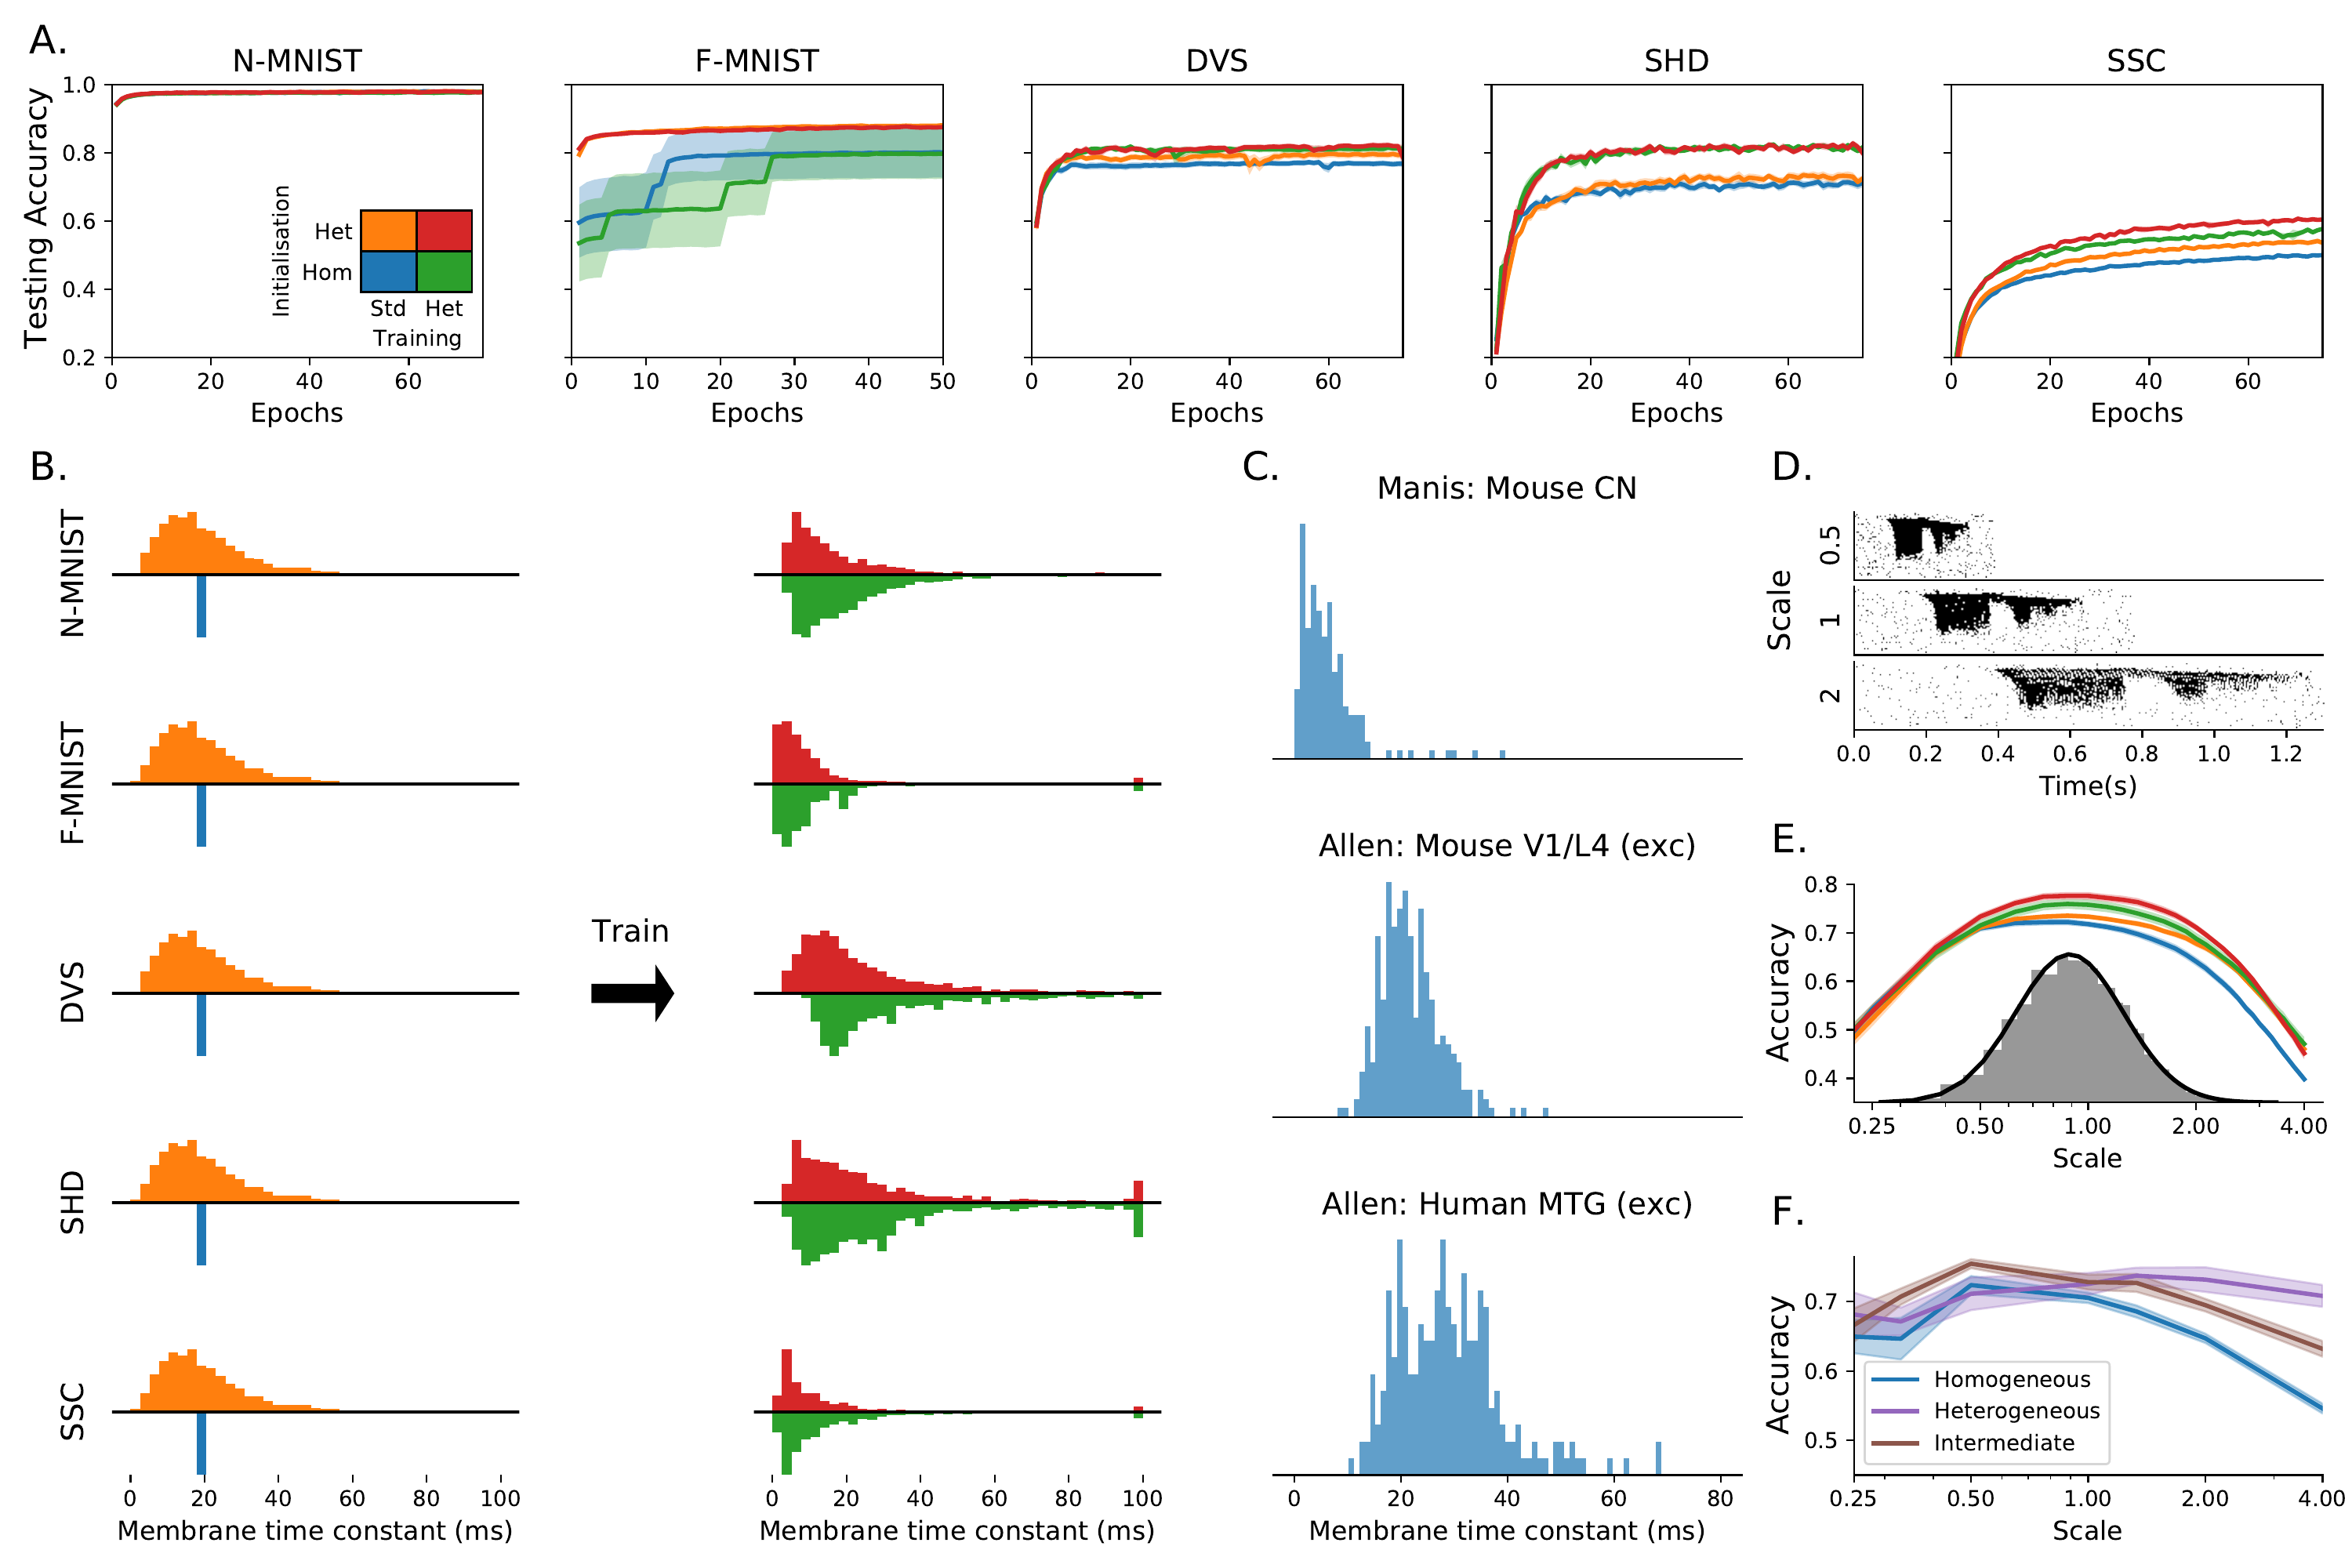 A.
N-MNIST
F-MNIST
DVS
SHD
SSC
Testing Accuracy
1.0
0.8
0.6
0.4
0.2
Initialisation
Het
Hom
Std Het
Training
0 20 40 60
0 10 20 30 40 50
0 20 40 60
0 20 40 60
0 20 40 60
Epochs
Epochs
Epochs
Epochs
Epochs
B.
N-MNIST
F-MNIST
DVS
SHD
SSC
Train
0 20 40 60 80 100
Membrane time constant (ms)
0 20 40 60 80 100
Membrane time constant (ms)
C.
Manis: Mouse CN
Allen: Mouse V1/L4 (exc)
Allen: Human MTG (exc)
0 20 40 60 80
Membrane time constant (ms)
D.
Scale
0.5
1
2
0.0 0.2 0.4 0.6 0.8 1.0 1.2
Time(s)
E.
Accuracy
0.8
0.7
0.6
0.5
0.4
0.25 0.50 1.00 2.00 4.00
Scale
F.
Accuracy
0.7
0.6
0.5
Homogeneous
Heterogeneous
Intermediate
0.25 0.50 1.00 2.00 4.00
Scale